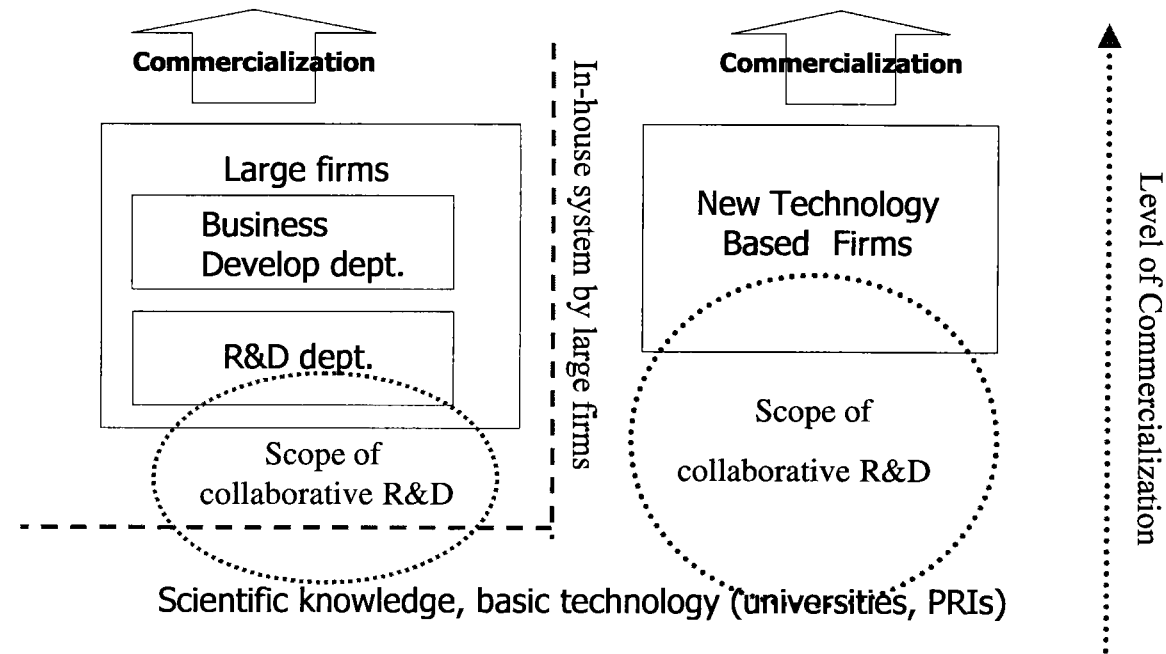 Commercialization
Large firms
Business
Develop dept.
R&D dept.
Scope of
collaborative R&D
In-house system by large firms
Commercialization
New Technology
Based Firms
Scope of
collaborative R&D
Scientific knowledge, basic technology (universities, PRIs)
Level of Commercialization